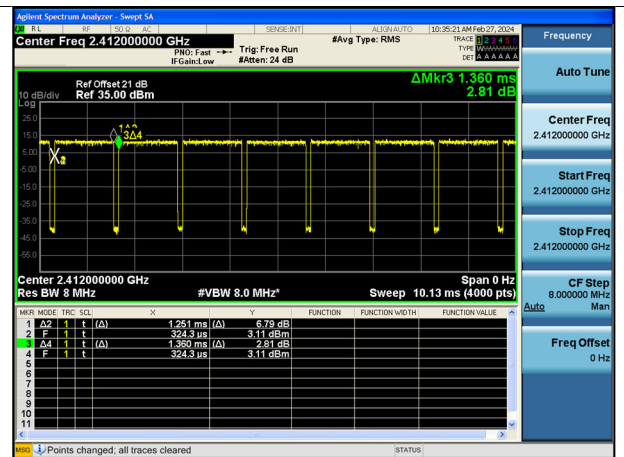 Agilent Spectrum Analyzer - Swept SA
RL RF 50 Ω AC SENSE:INT ALIGN AUTO 10:35:21 AM Feb 27, 2024
Center Freq 2.412000000 GHz #Avg Type: RMS TRACE 1 2 3 4 5 6
PNO: Fast Trig: Free Run TYPE
IFGain:Low #Atten: 24 dB DET A A A A A A
Frequency
Auto Tune
Ref Offset 21 dB ΔMkr3 1.360 ms
10 dB/div Ref 35.00 dBm 2.81 dB
Log
25.0
15.0
5.00
-5.00
-15.0
-25.0
-35.0
-45.0
-55.0
3Δ4
Center Freq
2.412000000 GHz
Start Freq
2.412000000 GHz
Stop Freq
2.412000000 GHz
Center 2.412000000 GHz Span 0 Hz
Res BW 8 MHz #VBW 8.0 MHz* Sweep 10.13 ms (4000 pts)
CF Step
8.000000 MHz
Auto Man
Freq Offset
0 Hz
MKR MODE TRC SCL X Y FUNCTION FUNCTION WIDTH FUNCTION VALUE
1 Δ2 1 t (Δ) 1.251 ms (Δ) 6.79 dB
2 F 1 t 324.3 µs 3.11 dBm
3 Δ4 1 t (Δ) 1.360 ms (Δ) 2.81 dB
4 F 1 t 324.3 µs 3.11 dBm
5
6
7
8
9
10
11
MSG Points changed; all traces cleared STATUS